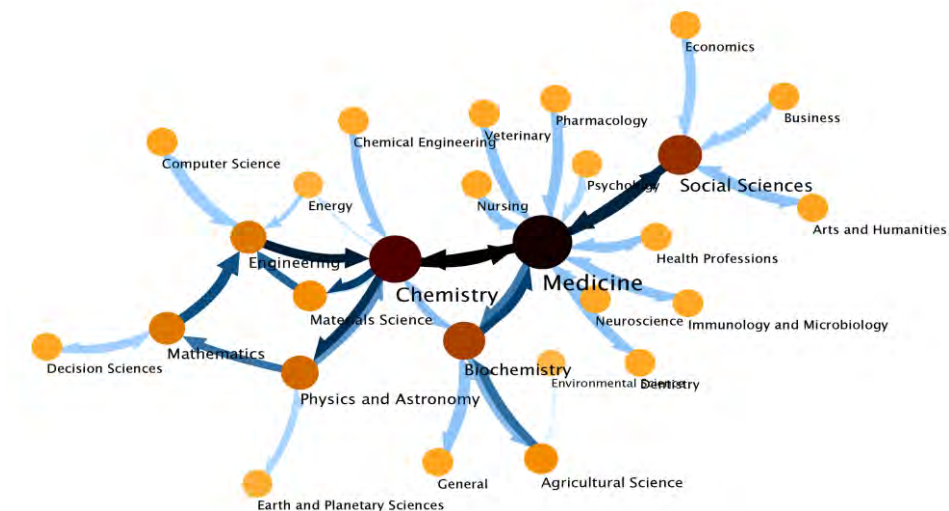 Economics
Business
Chemical Engineering
Veterinary
Pharmacology
Computer Science
Psychology
Social Sciences
Energy
Nursing
Arts and Humanities
Engineering
Health Professions
Medicine
Chemistry
Materials Science
Neuroscience
Immunology and Microbiology
Mathematics
Decision Sciences
Biochemistry
Environmental Science
Dentistry
Physics and Astronomy
General
Agricultural Science
Earth and Planetary Sciences